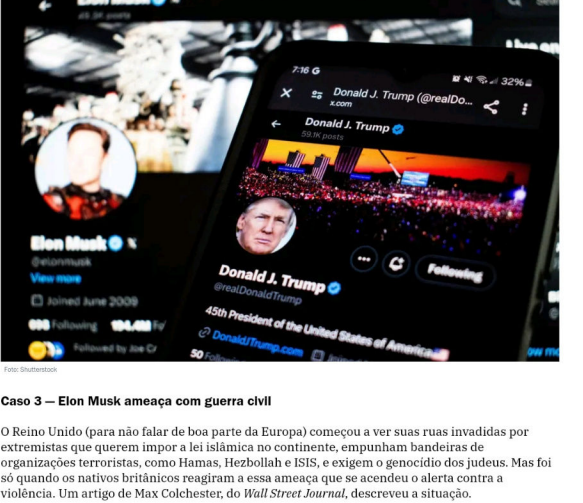 7:16 G
32%
Donald J. Trump (@realDo...
x.com
Donald J. Trump
59.1K posts
Elon Musk
@elonmusk
View more
Joined June 2009
Following
Followed by Joe
Following
Donald J. Trump
@realDonaldTrump
45th President of the United States of America
DonaldJTrump.com
50
Foto: Shutterstock
Caso 3 — Elon Musk ameaça com guerra civil
O Reino Unido (para não falar de boa parte da Europa) começou a ver suas ruas invadidas por
extremistas que querem impor a lei islâmica no continente, empunham bandeiras de
organizações terroristas, como Hamas, Hezbollah e ISIS, e exigem o genocídio dos judeus. Mas foi
só quando os nativos britânicos reagiram a essa ameaça que se acendeu o alerta contra a
violência. Um artigo de Max Colchester, do Wall Street Journal, descreveu a situação.